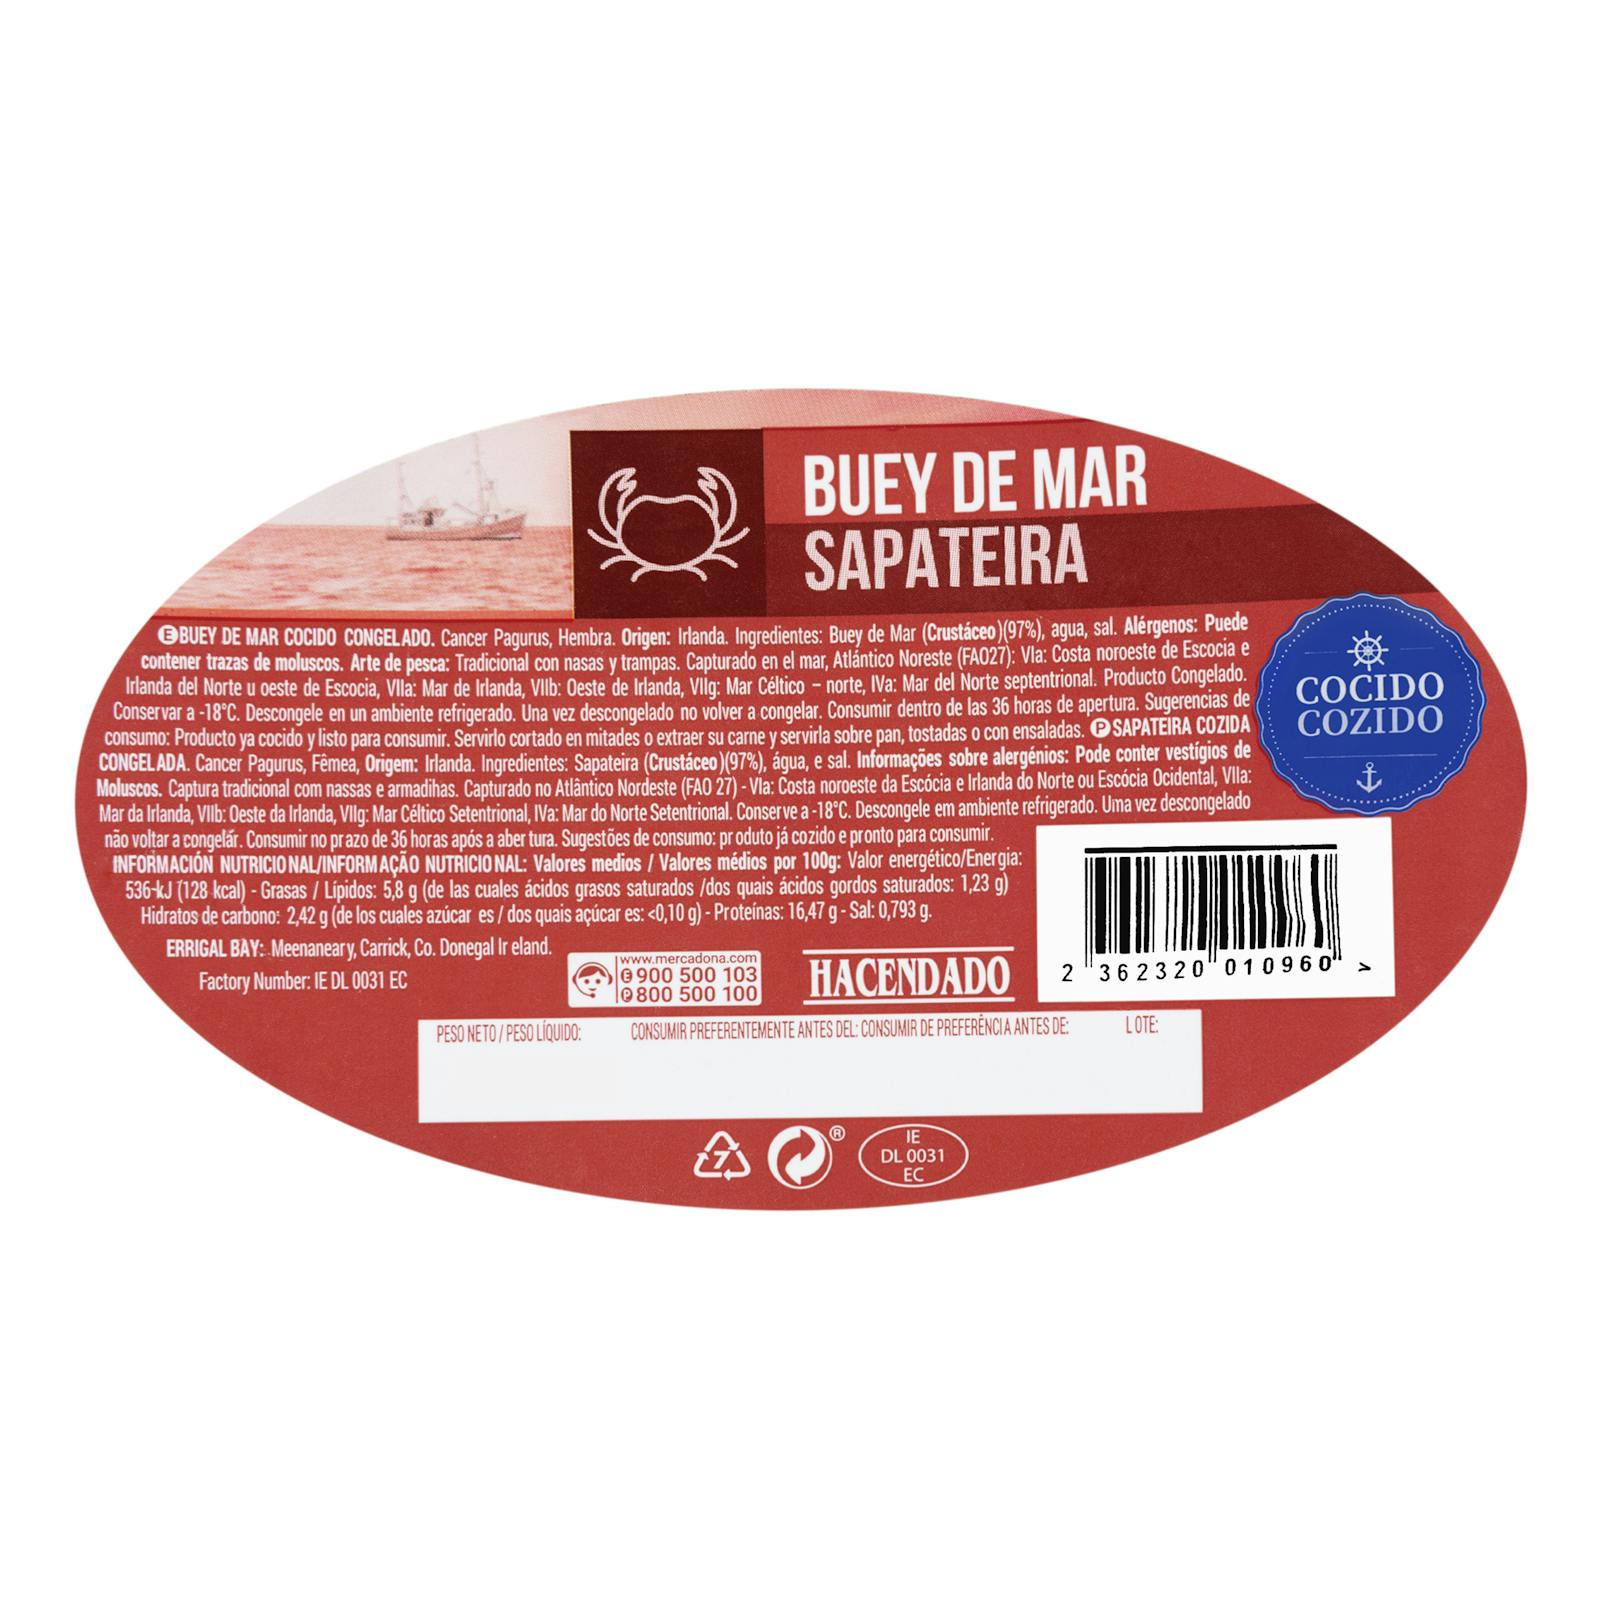 BUEY DE MAR
SAPATEIRA
E BUEY DE MAR COCIDO CONGELADO. Cancer Pagurus, Hembra. Origen: Irlanda. Ingredientes: Buey de Mar (Crustáceo)(97%), agua, sal. Alérgenos: Puede
contener trazas de moluscos. Arte de pesca: Tradicional con nasas y trampas. Capturado en el mar, Atlántico Noreste (FAO27): VIa: Costa noroeste de Escocia e
Irlanda del Norte u oeste de Escocia, VIIa: Mar de Irlanda, VIIb: Oeste de Irlanda, VIIg: Mar Céltico – norte, IVa: Mar del Norte septentrional. Producto Congelado.
Conservar a -18°C. Descongele en un ambiente refrigerado. Una vez descongelado no volver a congelar. Consumir dentro de las 36 horas de apertura. Sugerencias de
consumo: Producto ya cocido y listo para consumir. Servirlo cortado en mitades o extraer su carne y servirla sobre pan, tostadas o con ensaladas. P SAPATEIRA COZIDA
CONGELADA. Cancer Pagurus, Fêmea, Origem: Irlanda. Ingredientes: Sapateira (Crustáceo)(97%), água, e sal. Informações sobre alergénios: Pode conter vestígios de
Moluscos. Captura tradicional com nassas e armadilhas. Capturado no Atlântico Nordeste (FAO 27) - VIa: Costa noroeste da Escócia e Irlanda do Norte ou Escócia Ocidental, VIIa:
Mar da Irlanda, VIIb: Oeste da Irlanda, VIIg: Mar Céltico Setentrional, IVa: Mar do Norte Setentrional. Conserve a -18°C. Descongele em ambiente refrigerado. Uma vez descongelado
não voltar a congelar. Consumir no prazo de 36 horas após a abertura. Sugestões de consumo: produto já cozido e pronto para consumir.
INFORMACIÓN NUTRICIONAL/INFORMAÇÃO NUTRICIONAL: Valores medios / Valores médios por 100g: Valor energético/Energia:
536-kJ (128 kcal) - Grasas / Lípidos: 5,8 g (de las cuales ácidos grasos saturados /dos quais ácidos gordos saturados: 1,23 g)
Hidratos de carbono: 2,42 g (de los cuales azúcares / dos quais açúcares: <0,10 g) - Proteínas: 16,47 g - Sal: 0,793 g.
ERRIGAL BAY: Meenaneary, Carrick, Co. Donegal Ireland.
Factory Number: IE DL 0031 EC
www.mercadona.com
E 900 500 103
P 800 500 100
HACENDADO
COCIDO
COZIDO
2 362320 010960 >
PESO NETO / PESO LÍQUIDO: CONSUMIR PREFERENTEMENTE ANTES DEL: CONSUMIR DE PREFERÊNCIA ANTES DE: LOTE:
7
®
IE
DL 0031
EC